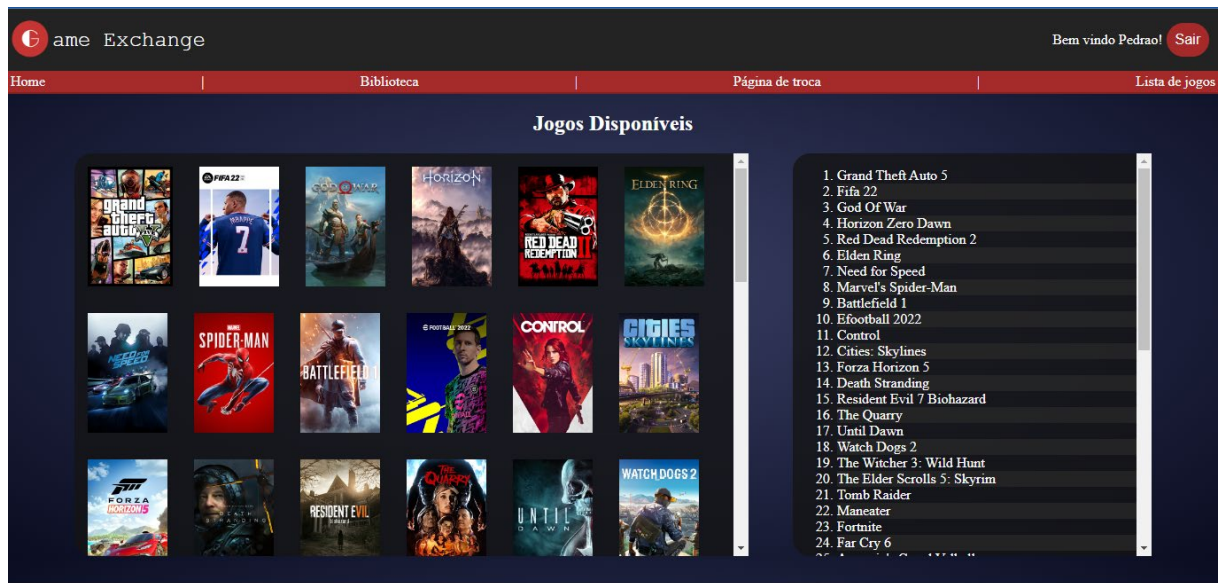 G ame Exchange
Bem vindo Pedrao! Sair
Home | Biblioteca | Página de troca | Lista de jogos
Jogos Disponíveis
grand theft auto V
FIFA 22
MBAPPÉ
7
GOD OF WAR
HORIZON
RED DEAD REDEMPTION II
ELDEN RING
NEED FOR SPEED
MARVEL
SPIDER-MAN
BATTLEFIELD 1
EFOOTBALL 2022
CONTROL
CITIES SKYLINES
FORZA HORIZON 5
DEATH STRANDING
RESIDENT EVIL
THE QUARRY
UNTIL DAWN
WATCH DOGS 2
1. Grand Theft Auto 5
2. Fifa 22
3. God Of War
4. Horizon Zero Dawn
5. Red Dead Redemption 2
6. Elden Ring
7. Need for Speed
8. Marvel's Spider-Man
9. Battlefield 1
10. Efootball 2022
11. Control
12. Cities: Skylines
13. Forza Horizon 5
14. Death Stranding
15. Resident Evil 7 Biohazard
16. The Quarry
17. Until Dawn
18. Watch Dogs 2
19. The Witcher 3: Wild Hunt
20. The Elder Scrolls 5: Skyrim
21. Tomb Raider
22. Maneater
23. Fortnite
24. Far Cry 6